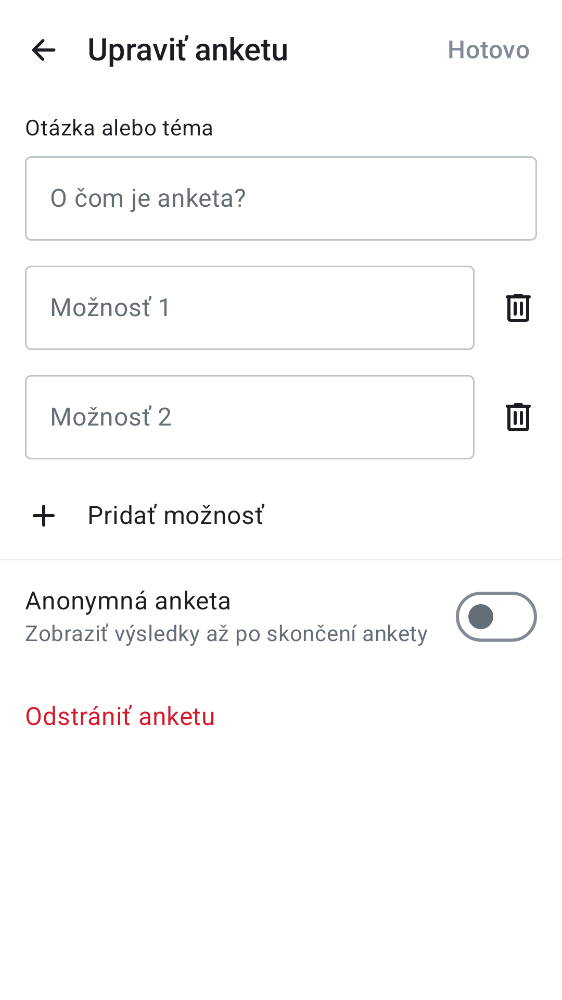 Upraviť anketu
Hotovo
Otázka alebo téma
O čom je anketa?
Možnosť 1
Možnosť 2
Pridať možnosť
Anonymná anketa
Zobraziť výsledky až po skončení ankety
Odstrániť anketu